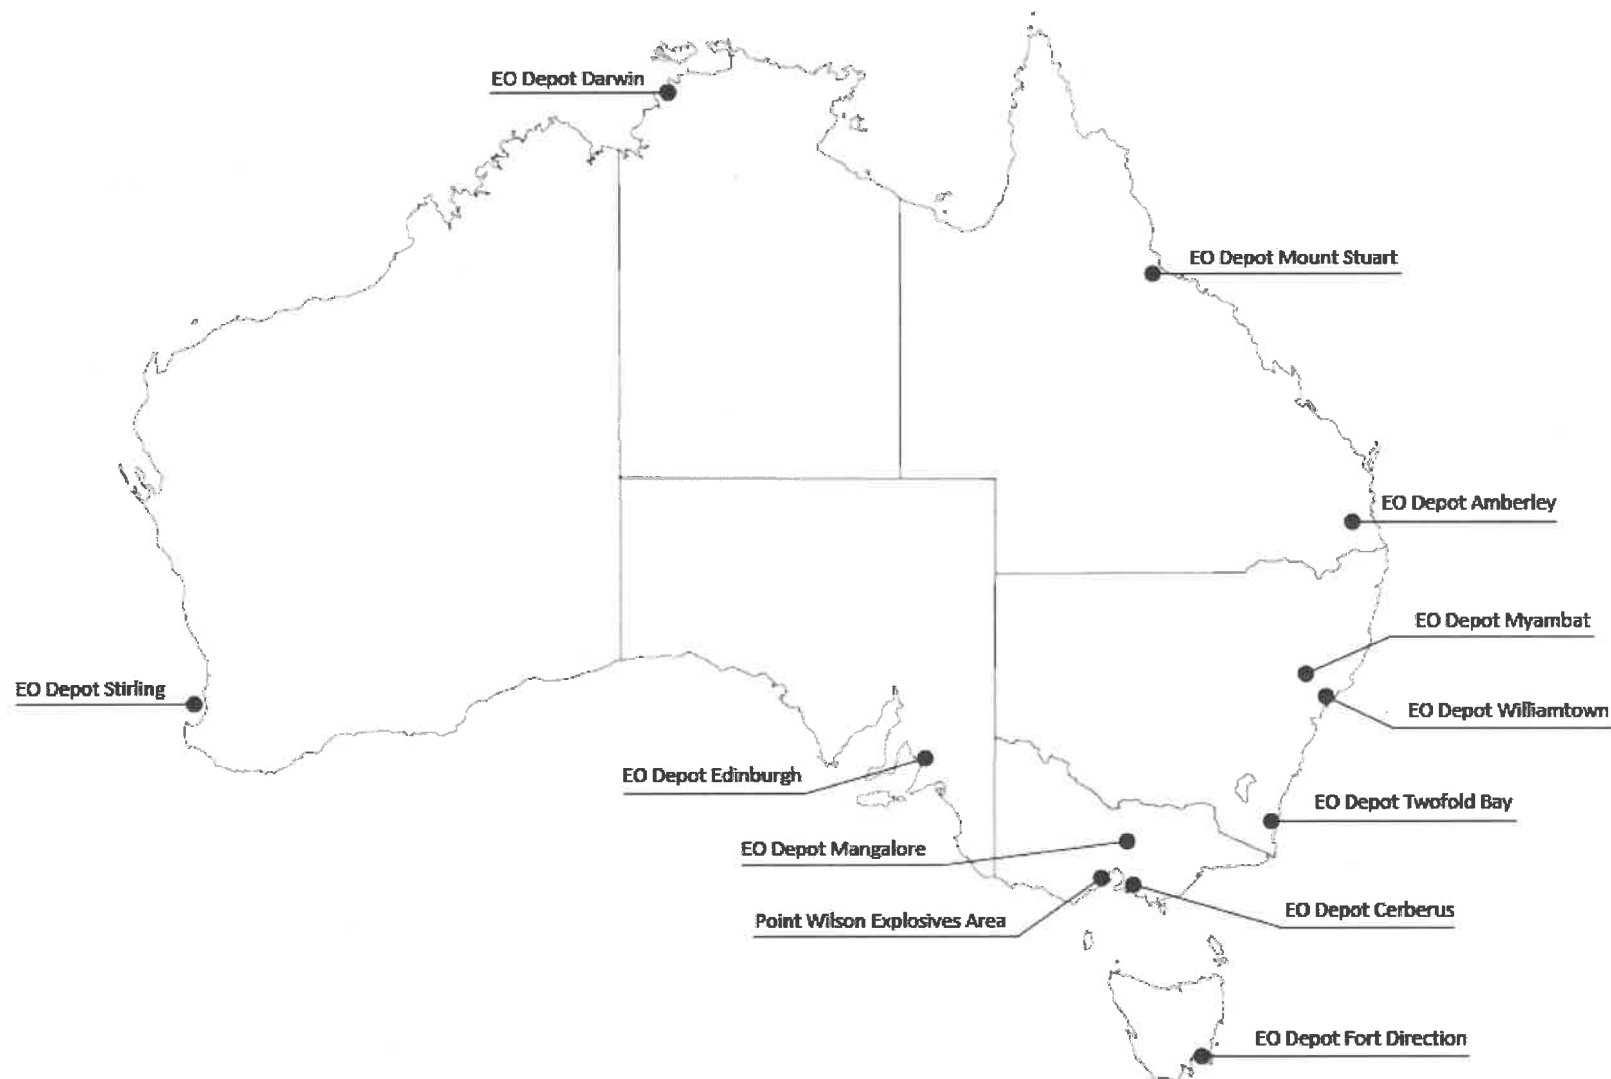 EO Depot Darwin
EO Depot Mount Stuart
EO Depot Amberley
EO Depot Myambat
EO Depot Stirling
EO Depot Williamtown
EO Depot Edinburgh
EO Depot Twofold Bay
EO Depot Mangalore
EO Depot Cerberus
Point Wilson Explosives Area
EO Depot Fort Direction